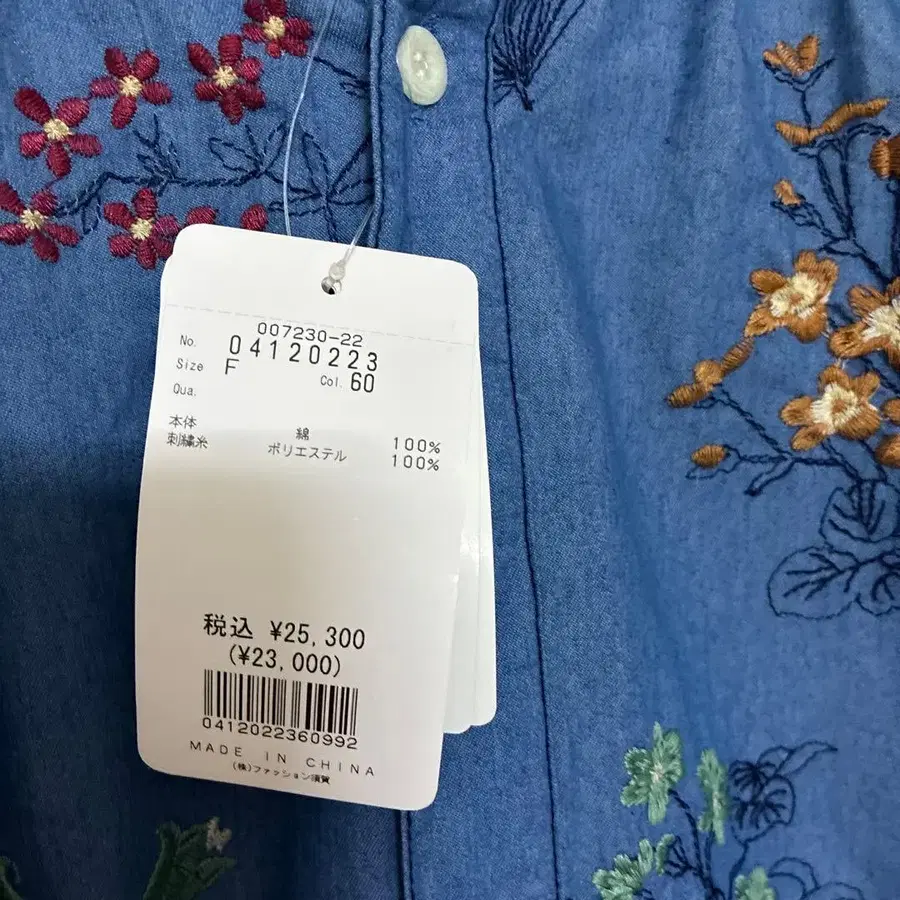 007230-22
No. 04120223
Size F Col. 60
Qua.
本体 綿 100%
刺繍糸 ポリエステル 100%
税込 ¥25,300
(¥23,000)
0412022360992
MADE IN CHINA
(株)ファッション須賀